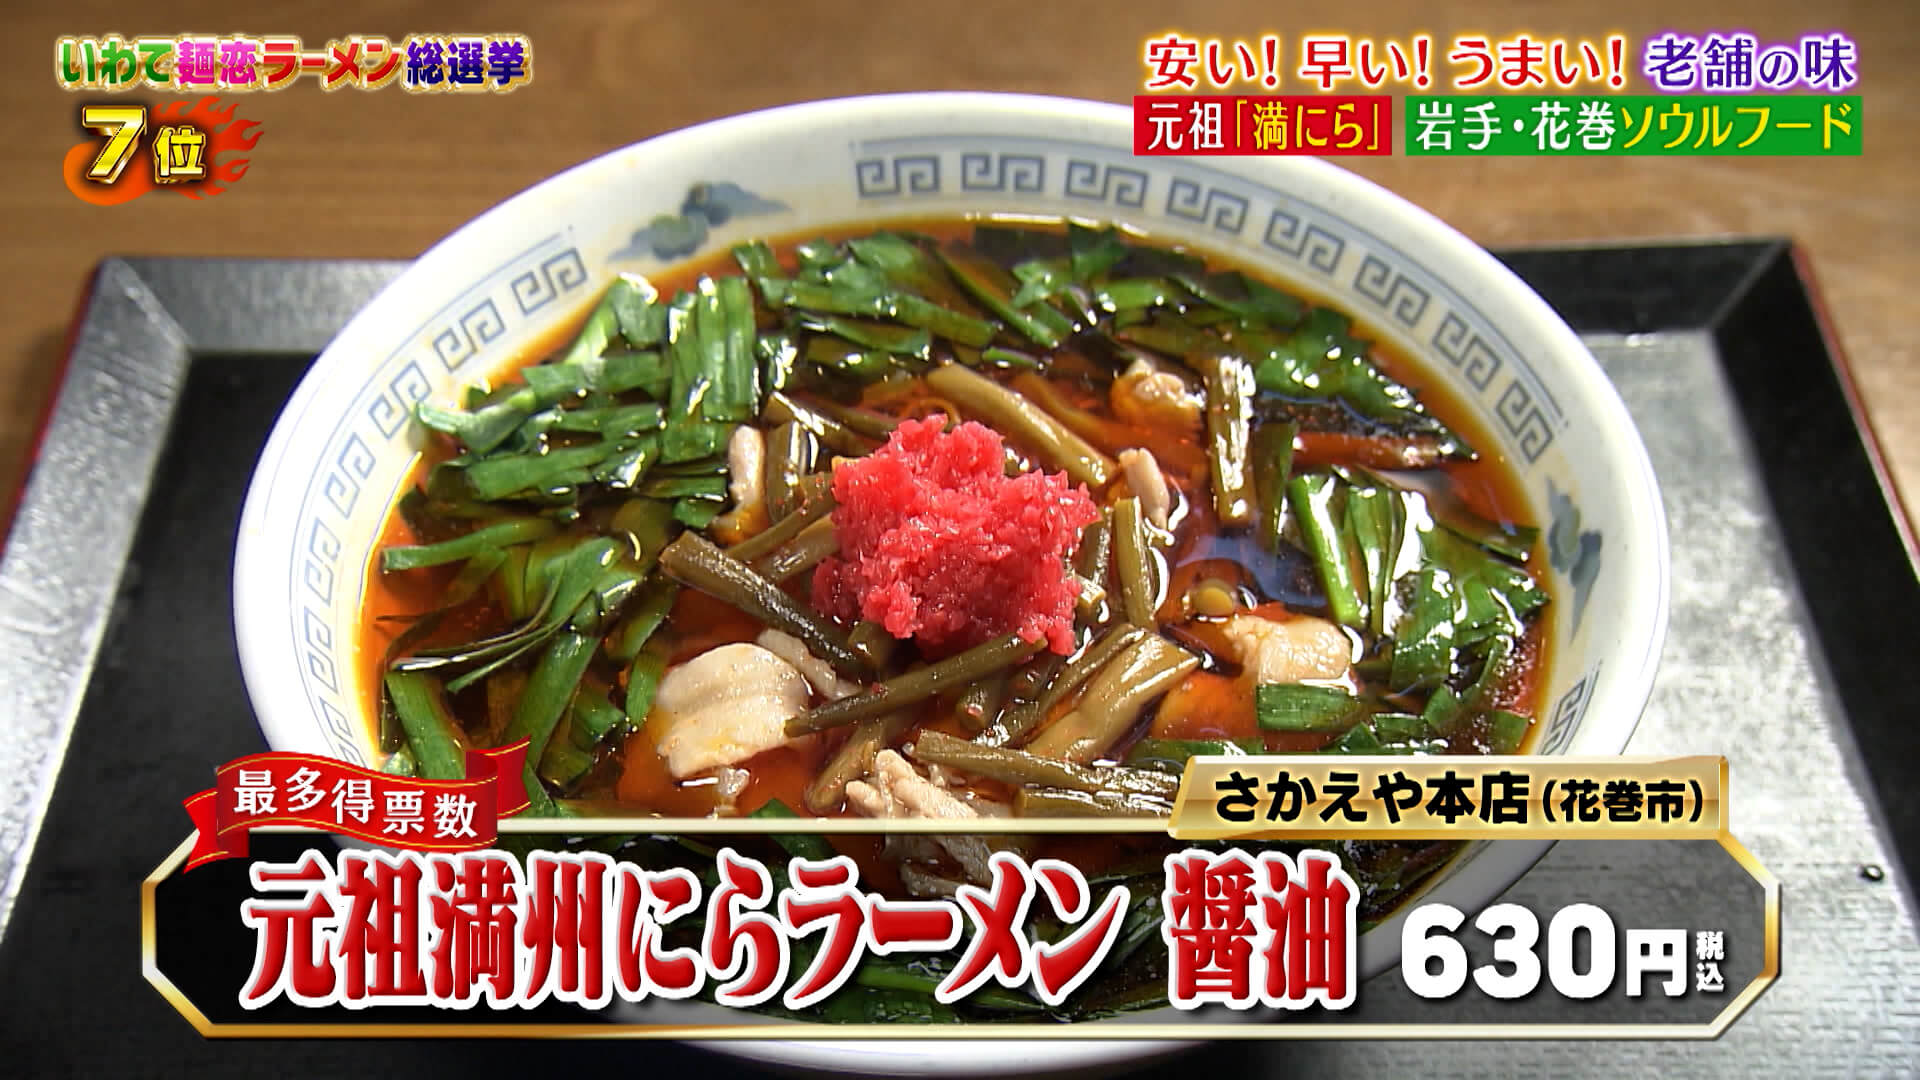 いわて麺恋ラーメン総選挙
7位
安い！早い！うまい！老舗の味
元祖「満にら」 岩手・花巻ソウルフード
最多得票数
さかえや本店（花巻市）
元祖満州にらラーメン 醤油 630円税込